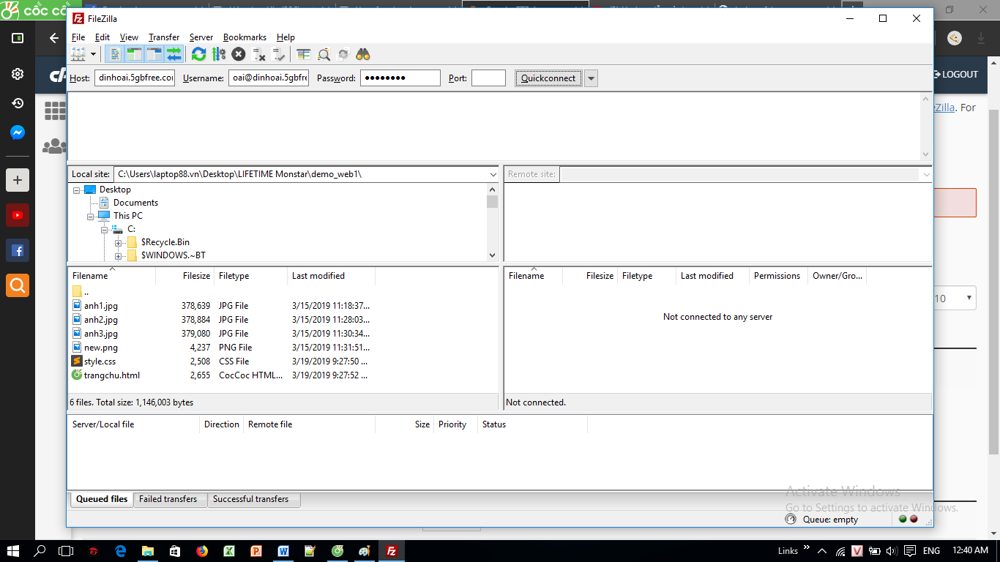 cốc cốc
FileZilla
File Edit View Transfer Server Bookmarks Help
Host: dinhoai.5gbfree.co Username: oai@dinhoai.5gbfre Password: ●●●●●●●● Port: Quickconnect
LOGOUT
eZilla. For
Local site: C:\Users\laptop88.vn\Desktop\LIFETIME Monstar\demo_web1\ Remote site:
Desktop
Documents
This PC
C:
$Recycle.Bin
$WINDOWS.~BT
Filename Filesize Filetype Last modified
Filename Filesize Filetype Last modified Permissions Owner/Gro...
..
anh1.jpg 378,639 JPG File 3/15/2019 11:18:37...
anh2.jpg 378,884 JPG File 3/15/2019 11:28:03...
anh3.jpg 379,080 JPG File 3/15/2019 11:30:34...
new.png 4,237 PNG File 3/15/2019 11:31:51...
style.css 2,508 CSS File 3/19/2019 9:27:50 ...
trangchu.html 2,655 CocCoc HTML... 3/19/2019 9:27:52 ...
Not connected to any server
10
6 files. Total size: 1,146,003 bytes
Not connected.
Server/Local file Direction Remote file Size Priority Status
Queued files Failed transfers Successful transfers
Activate Windows
Go to Settings to activate Windows.
Queue: empty
Links ENG 12:40 AM